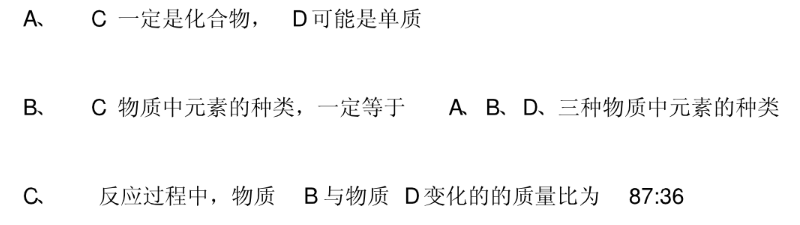 A、 C 一定是化合物， D可能是单质
B、 C 物质中元素的种类，一定等于 A、B、D、三种物质中元素的种类
C、 反应过程中，物质 B与物质 D变化的的质量比为 87:36